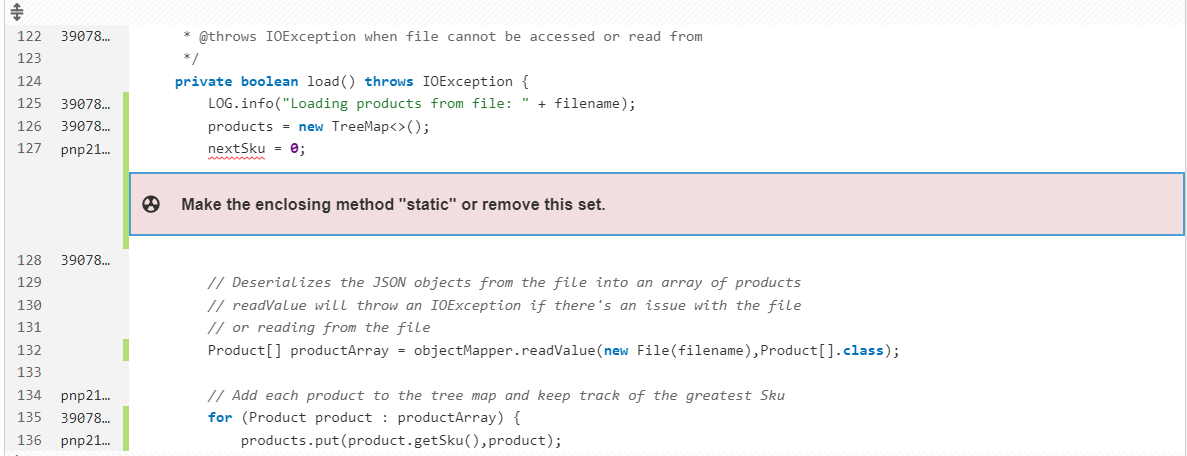 122 39078… * @throws IOException when file cannot be accessed or read from
123 */
124 private boolean load() throws IOException {
125 39078… LOG.info("Loading products from file: " + filename);
126 39078… products = new TreeMap<>();
127 pnp21… nextSku = 0;
Make the enclosing method "static" or remove this set.
128 39078…
129 // Deserializes the JSON objects from the file into an array of products
130 // readValue will throw an IOException if there's an issue with the file
131 // or reading from the file
132 Product[] productArray = objectMapper.readValue(new File(filename),Product[].class);
133
134 pnp21… // Add each product to the tree map and keep track of the greatest Sku
135 39078… for (Product product : productArray) {
136 pnp21… products.put(product.getSku(),product);